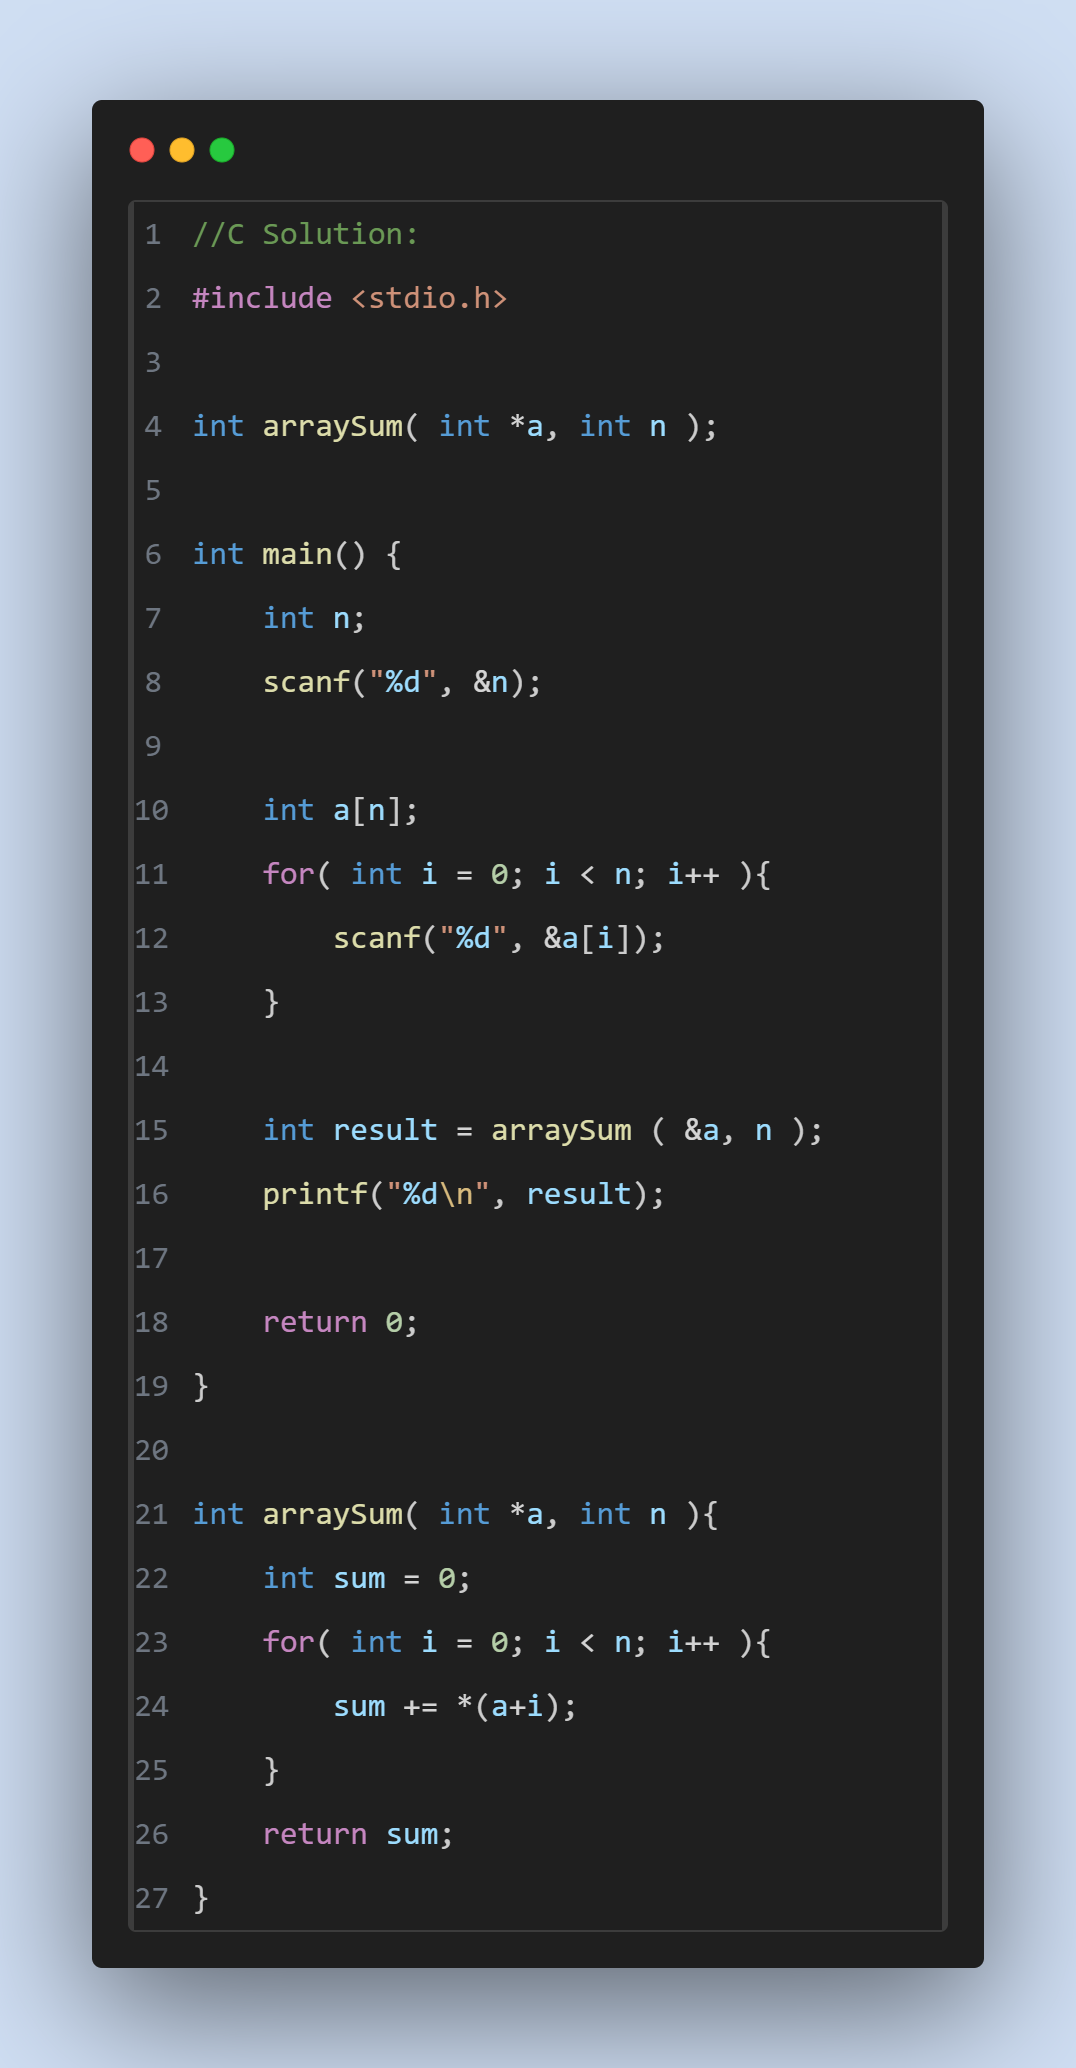 1 //C Solution:
2 #include <stdio.h>
3
4 int arraySum( int *a, int n );
5
6 int main() {
7     int n;
8     scanf("%d", &n);
9
10     int a[n];
11     for( int i = 0; i < n; i++ ){
12         scanf("%d", &a[i]);
13     }
14
15     int result = arraySum ( &a, n );
16     printf("%d\n", result);
17
18     return 0;
19 }
20
21 int arraySum( int *a, int n ){
22     int sum = 0;
23     for( int i = 0; i < n; i++ ){
24         sum += *(a+i);
25     }
26     return sum;
27 }